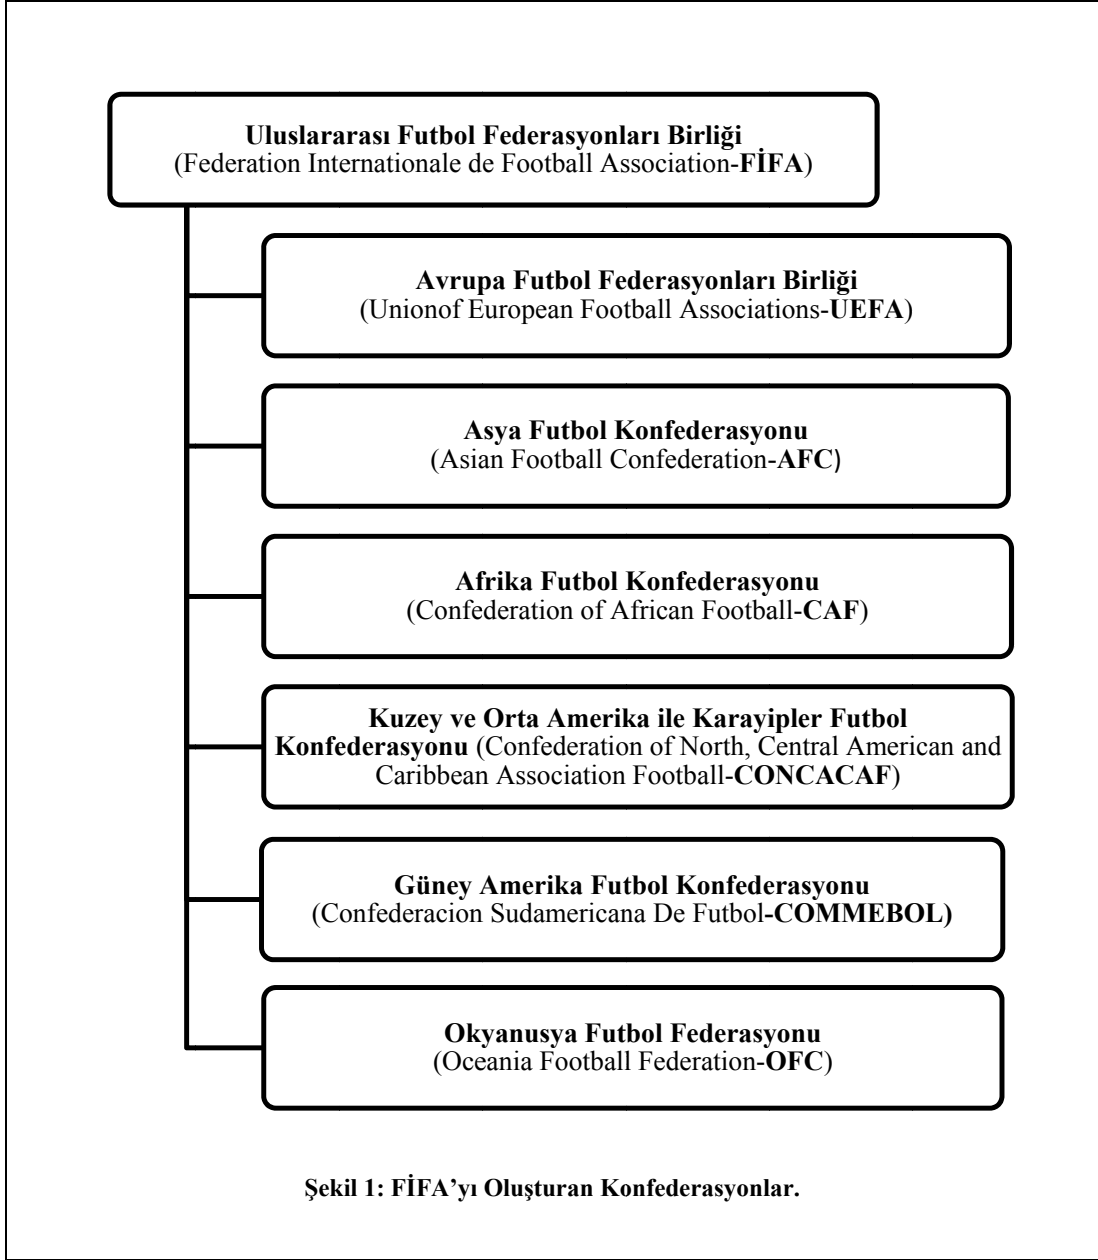 Uluslararası Futbol Federasyonları Birliği
(Federation Internationale de Football Association-FİFA)
Avrupa Futbol Federasyonları Birliği
(Unionof European Football Associations-UEFA)
Asya Futbol Konfederasyonu
(Asian Football Confederation-AFC)
Afrika Futbol Konfederasyonu
(Confederation of African Football-CAF)
Kuzey ve Orta Amerika ile Karayipler Futbol
Konfederasyonu (Confederation of North, Central American and
Caribbean Association Football-CONCACAF)
Güney Amerika Futbol Konfederasyonu
(Confederacion Sudamericana De Futbol-COMMEBOL)
Okyanusya Futbol Federasyonu
(Oceania Football Federation-OFC)
Şekil 1: FİFA’yı Oluşturan Konfederasyonlar.